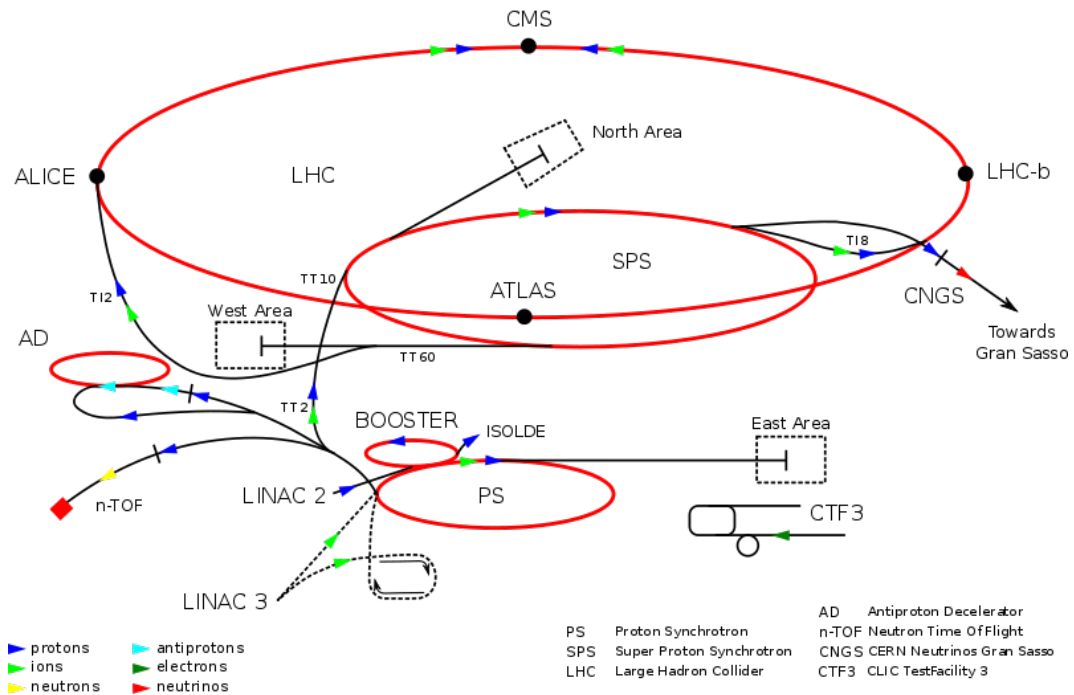 CMS
North Area
ALICE
LHC
LHC-b
SPS
TI8
TT10
ATLAS
CNGS
TI2
West Area
Towards
Gran Sasso
AD
TT60
TT2
BOOSTER
ISOLDE
East Area
LINAC 2
PS
n-TOF
CTF3
LINAC 3
protons
antiprotons
ions
electrons
neutrons
neutrinos
PS Proton Synchrotron
SPS Super Proton Synchrotron
LHC Large Hadron Collider
AD Antiproton Decelerator
n-TOF Neutron Time Of Flight
CNGS CERN Neutrinos Gran Sasso
CTF3 CLIC TestFacility 3